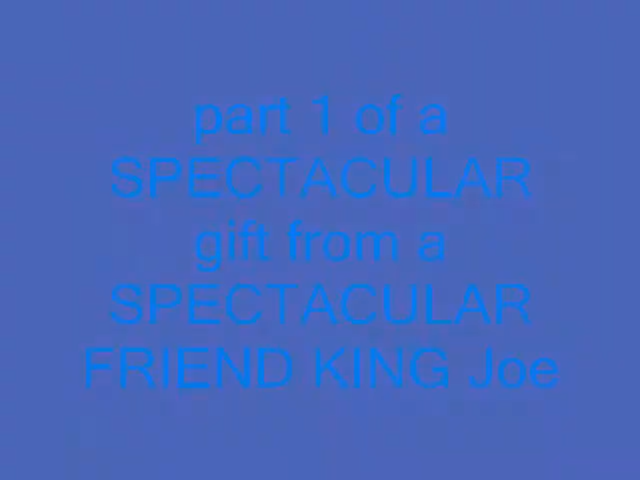 part 1 of a
SPECTACULAR
gift from a
SPECTACULAR
FRIEND KING Joe